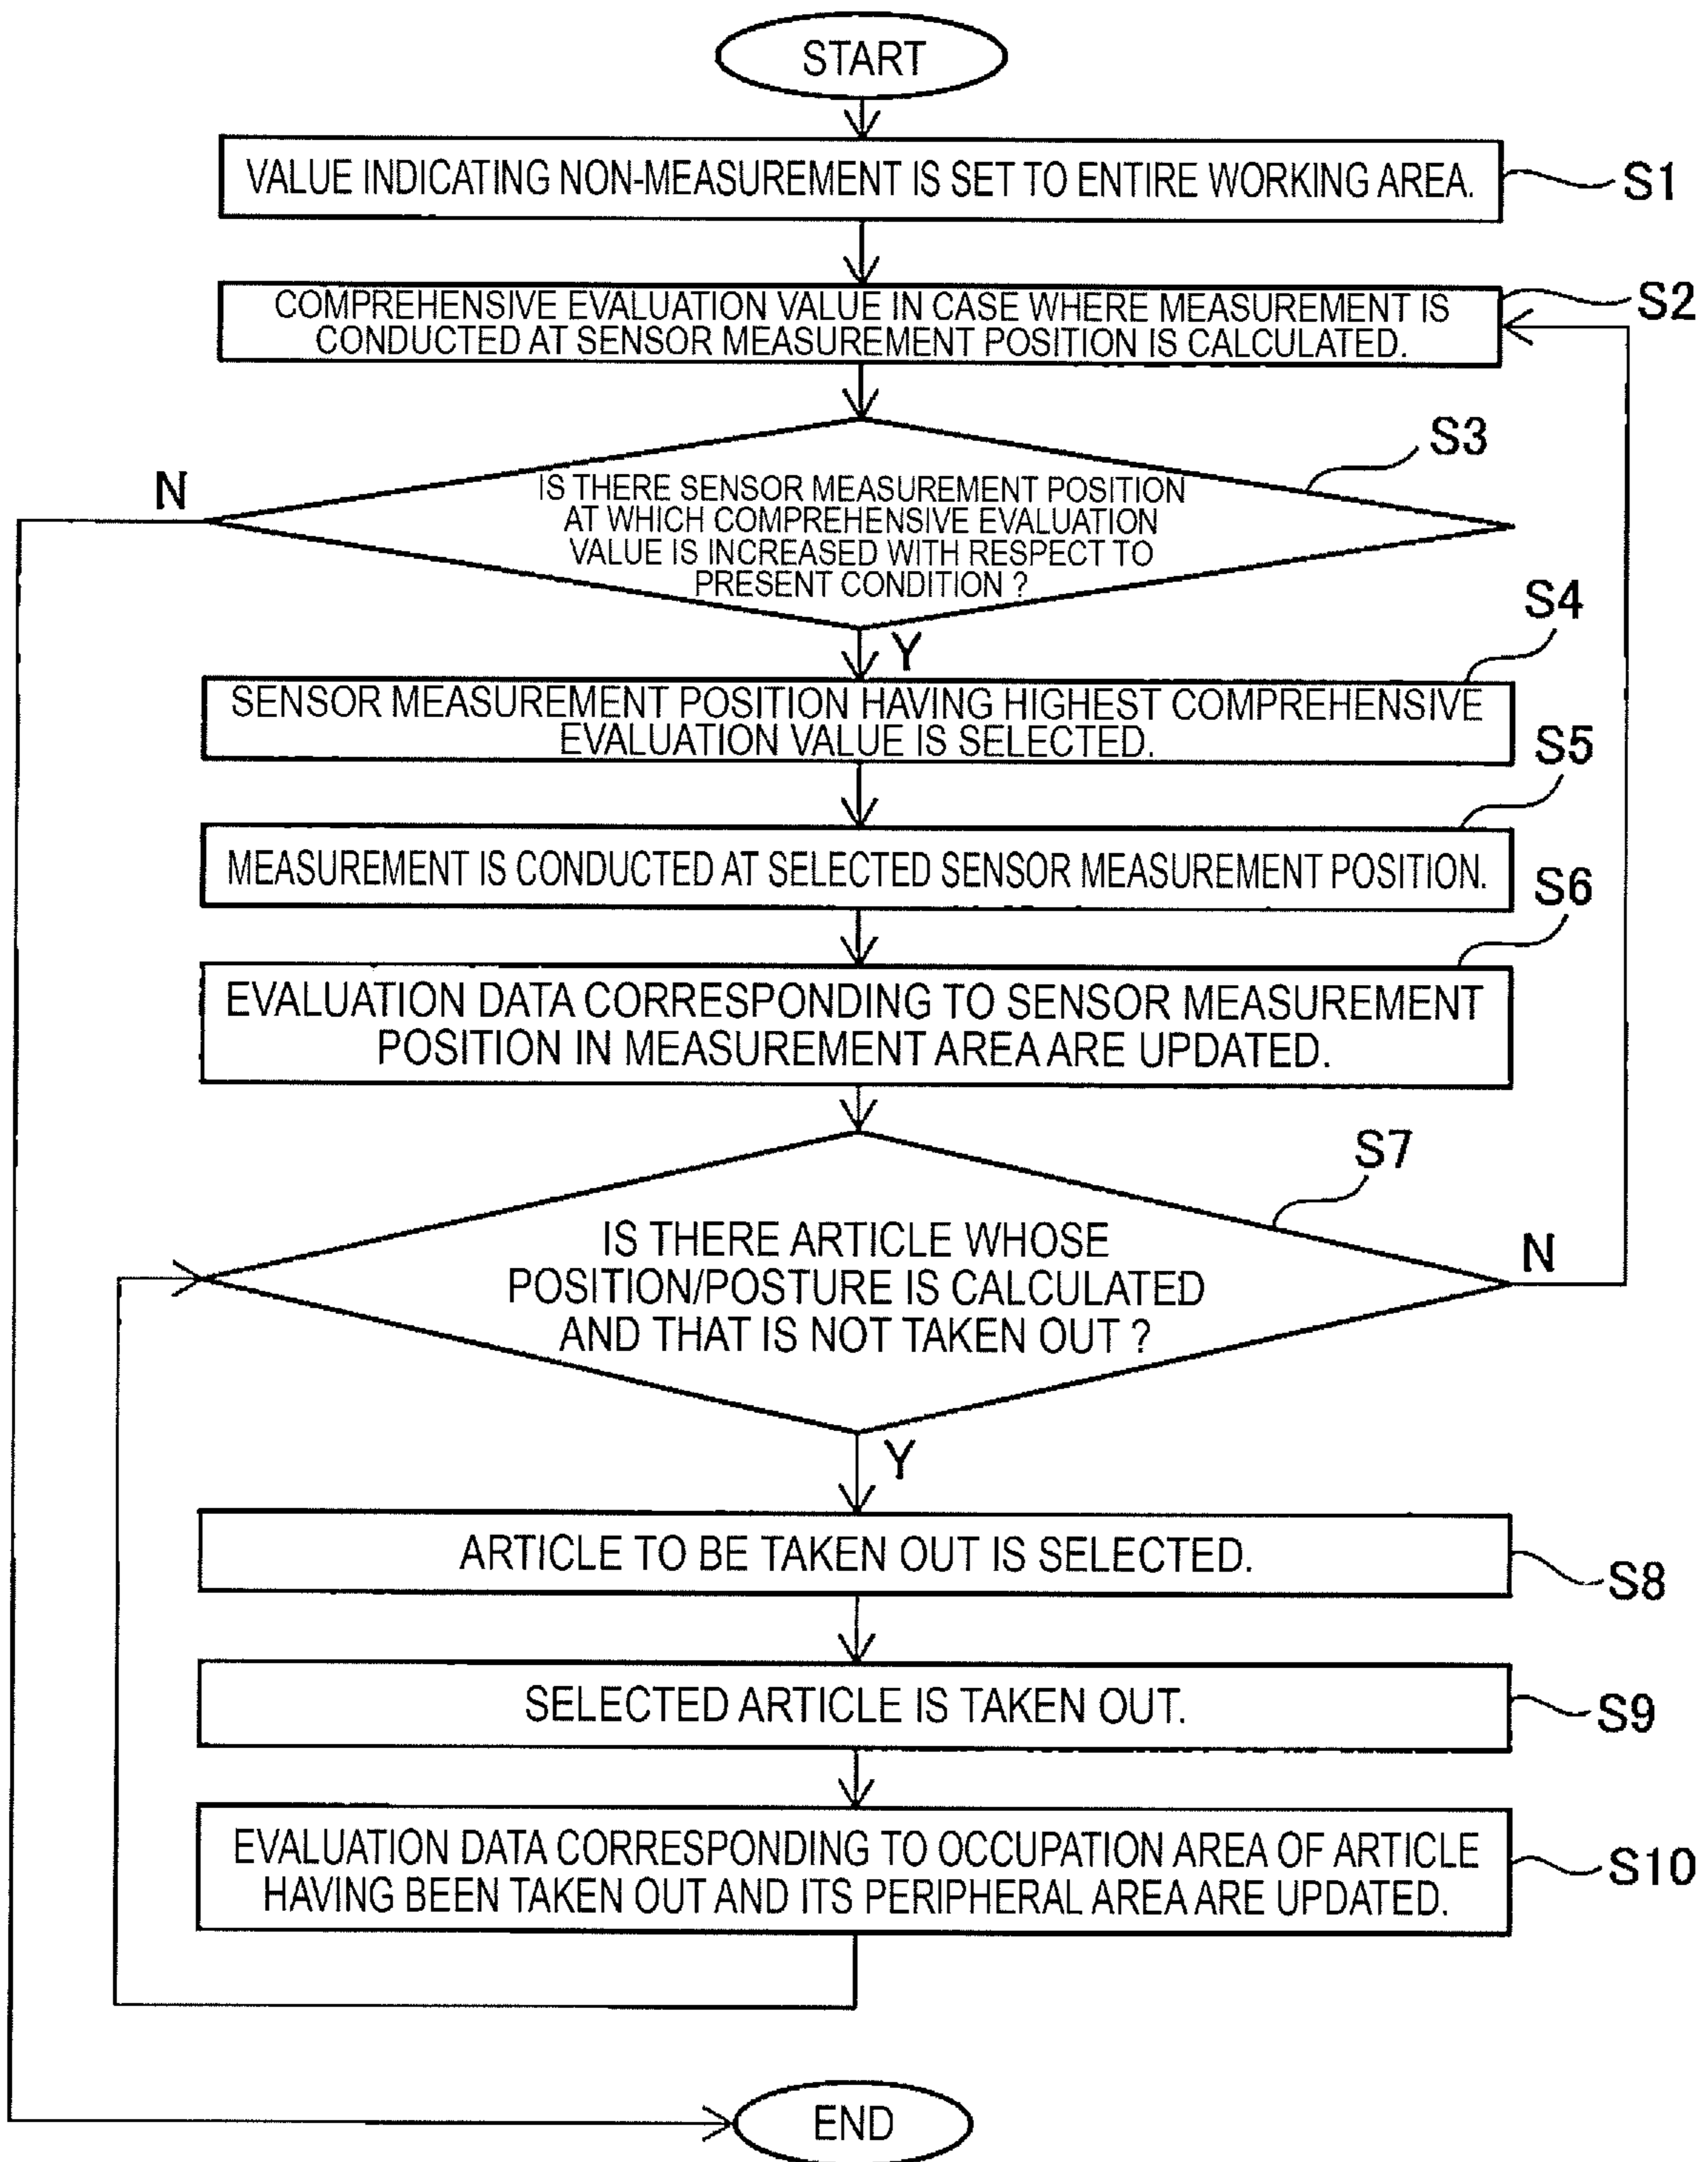 START
VALUE INDICATING NON-MEASUREMENT IS SET TO ENTIRE WORKING AREA.
S1
COMPREHENSIVE EVALUATION VALUE IN CASE WHERE MEASUREMENT IS
CONDUCTED AT SENSOR MEASUREMENT POSITION IS CALCULATED.
S2
S3
N
IS THERE SENSOR MEASUREMENT POSITION
AT WHICH COMPREHENSIVE EVALUATION
VALUE IS INCREASED WITH RESPECT TO
PRESENT CONDITION ?
Y
S4
SENSOR MEASUREMENT POSITION HAVING HIGHEST COMPREHENSIVE
EVALUATION VALUE IS SELECTED.
S5
MEASUREMENT IS CONDUCTED AT SELECTED SENSOR MEASUREMENT POSITION.
S6
EVALUATION DATA CORRESPONDING TO SENSOR MEASUREMENT
POSITION IN MEASUREMENT AREA ARE UPDATED.
S7
IS THERE ARTICLE WHOSE
POSITION/POSTURE IS CALCULATED
AND THAT IS NOT TAKEN OUT ?
N
Y
ARTICLE TO BE TAKEN OUT IS SELECTED.
S8
SELECTED ARTICLE IS TAKEN OUT.
S9
EVALUATION DATA CORRESPONDING TO OCCUPATION AREA OF ARTICLE
HAVING BEEN TAKEN OUT AND ITS PERIPHERAL AREA ARE UPDATED.
S10
END